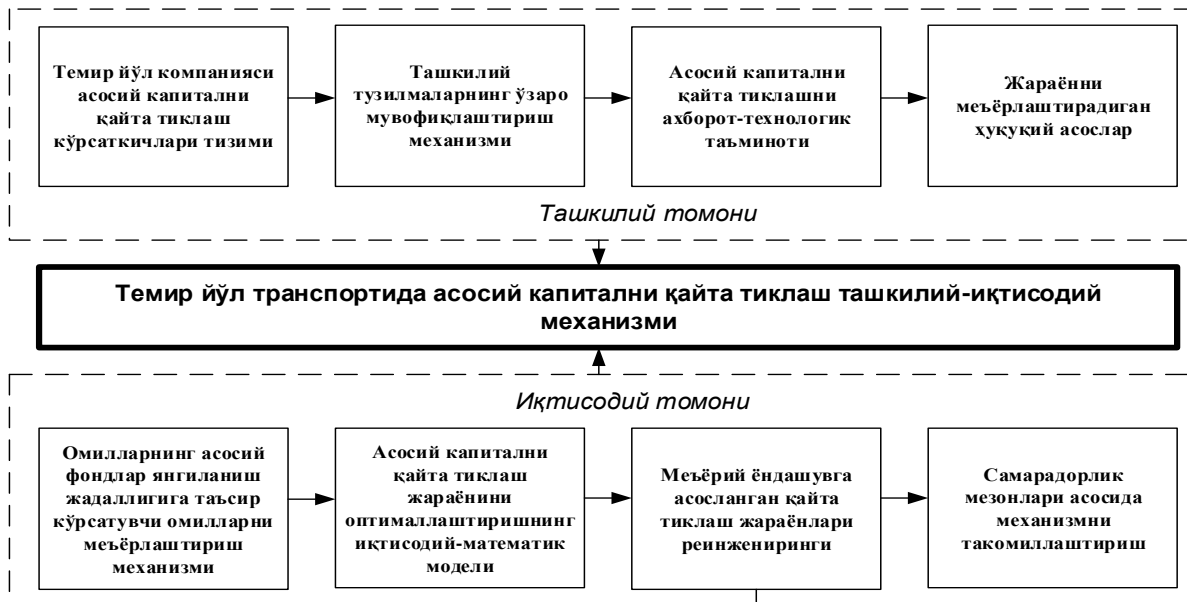 Темир йўл компанияси
асосий капитални
қайта тиклаш
кўрсаткичлари тизими
Ташкилий
тузилмаларнинг ўзаро
мувофиқлаштириш
механизми
Асосий капитални
қайта тиклашни
ахборот-технологик
таъминоти
Жараённи
меъёрлаштирадиган
ҳуқуқий асослар
Ташкилий томони
Темир йўл транспортида асосий капитални қайта тиклаш ташкилий-иқтисодий
механизми
Иқтисодий томони
Омилларнинг асосий
фондлар янгиланиш
жадаллигига таъсир
кўрсатувчи омилларни
меъёрлаштириш
механизми
Асосий капитални
қайта тиклаш
жараёнини
оптималлаштиришнинг
иқтисодий-математик
модели
Меъёрий ёндашувга
асосланган қайта
тиклаш жараёнлари
реинжениринги
Самарадорлик
мезонлари асосида
механизмни
такомиллаштириш